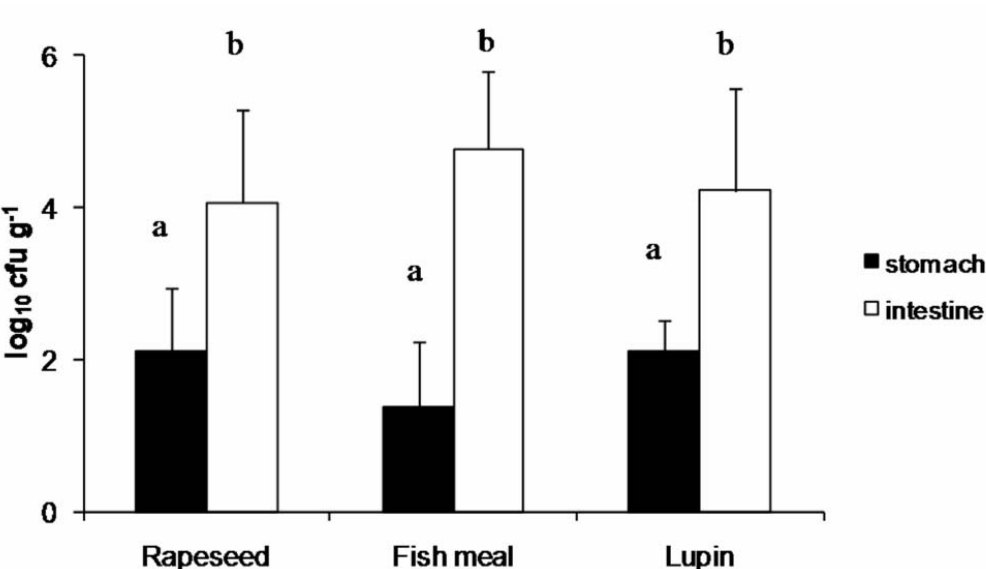 b b b
6
a
a
a
4
2
0
log10 cfu g-1
stomach
intestine
Rapeseed Fish meal Lupin